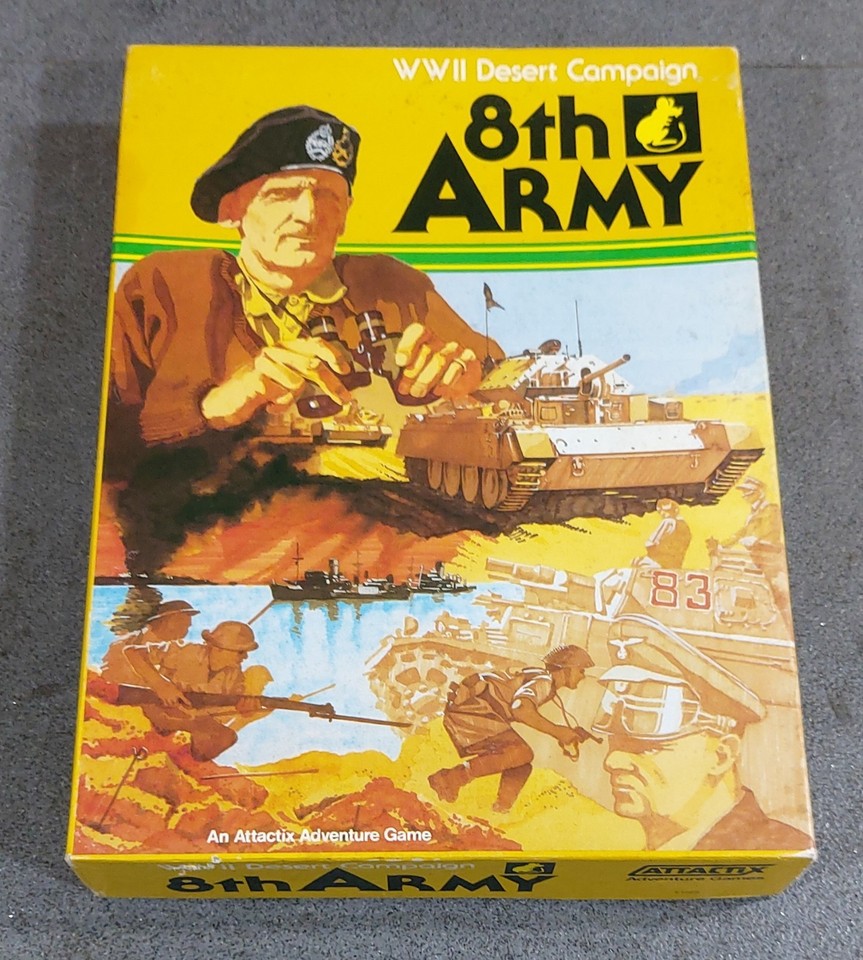 WWII Desert Campaign
8th
ARMY
83
An Attactix Adventure Game
WWII Desert Campaign
8th ARMY
ATTACTIX
Adventure Games